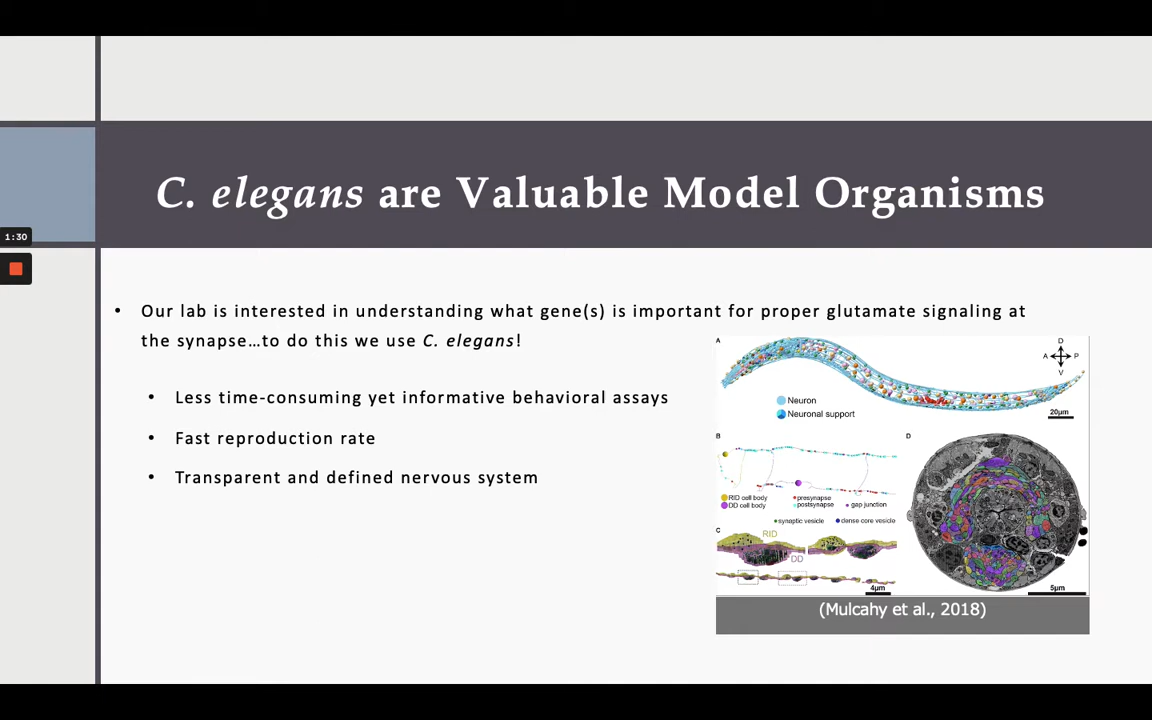 C. elegans are Valuable Model Organisms
1:30
• Our lab is interested in understanding what gene(s) is important for proper glutamate signaling at
the synapse…to do this we use C. elegans!
• Less time-consuming yet informative behavioral assays
• Fast reproduction rate
• Transparent and defined nervous system
A
D
A P
V
Neuron
Neuronal support
20μm
B
RID cell body
DD cell body
presynapse
postsynapse
gap junction
synaptic vesicle
dense core vesicle
C
RID
DD
4μm
D
5μm
(Mulcahy et al., 2018)